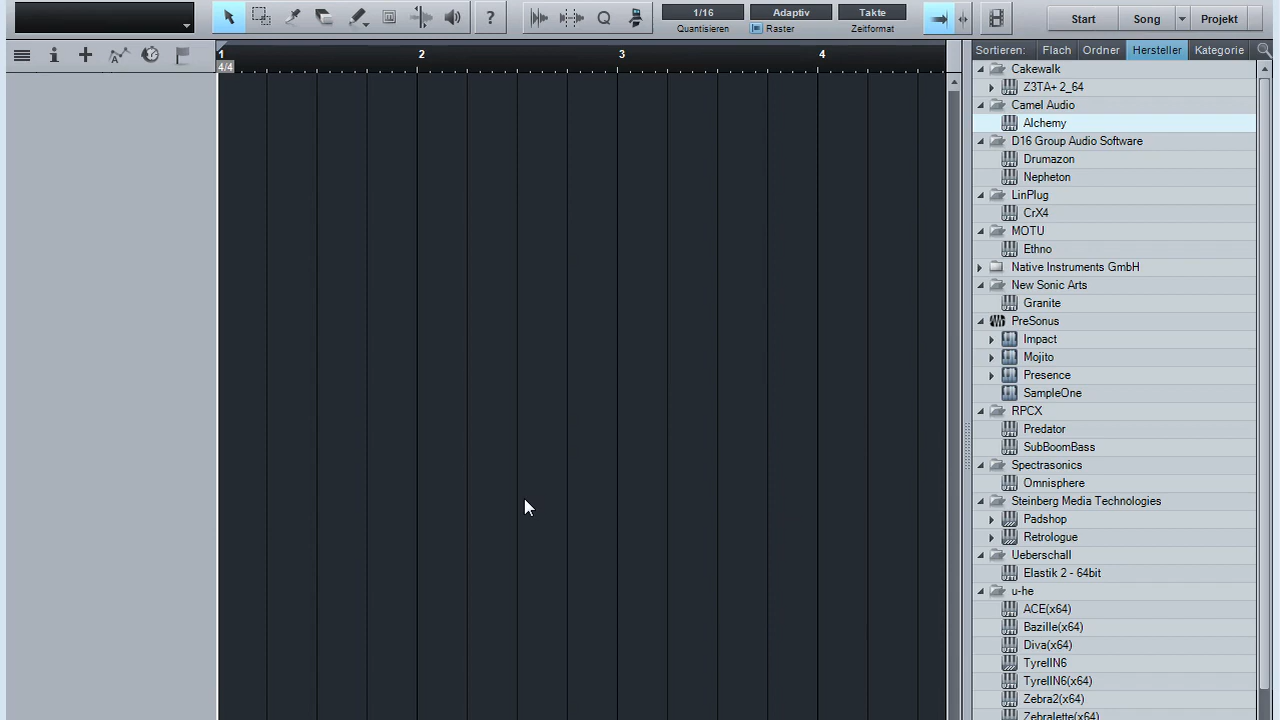 ?
1/16
Quantisieren
Adaptiv
Raster
Takte
Zeitformat
Start
Song
Projekt
1
2
3
4
4/4
Sortieren:
Flach
Ordner
Hersteller
Kategorie
Cakewalk
Z3TA+ 2_64
Camel Audio
Alchemy
D16 Group Audio Software
Drumazon
Nepheton
LinPlug
CrX4
MOTU
Ethno
Native Instruments GmbH
New Sonic Arts
Granite
PreSonus
Impact
Mojito
Presence
SampleOne
RPCX
Predator
SubBoomBass
Spectrasonics
Omnisphere
Steinberg Media Technologies
Padshop
Retrologue
Ueberschall
Elastik 2 - 64bit
u-he
ACE(x64)
Bazille(x64)
Diva(x64)
TyrellN6
TyrellN6(x64)
Zebra2(x64)
Zebralette(x64)